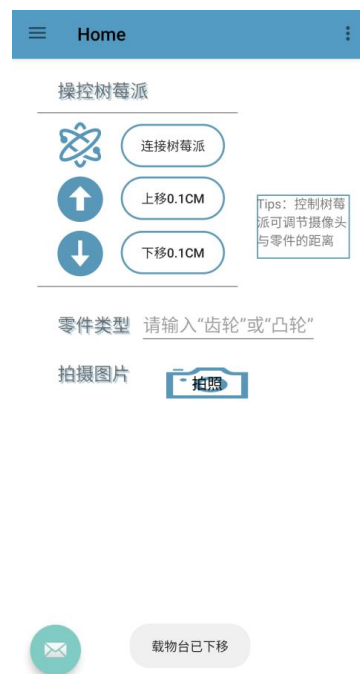 Home
操控树莓派
连接树莓派
上移0.1CM
下移0.1CM
Tips：控制树莓
派可调节摄像头
与零件的距离
零件类型 请输入“齿轮”或“凸轮”
拍摄图片
拍照
载物台已下移